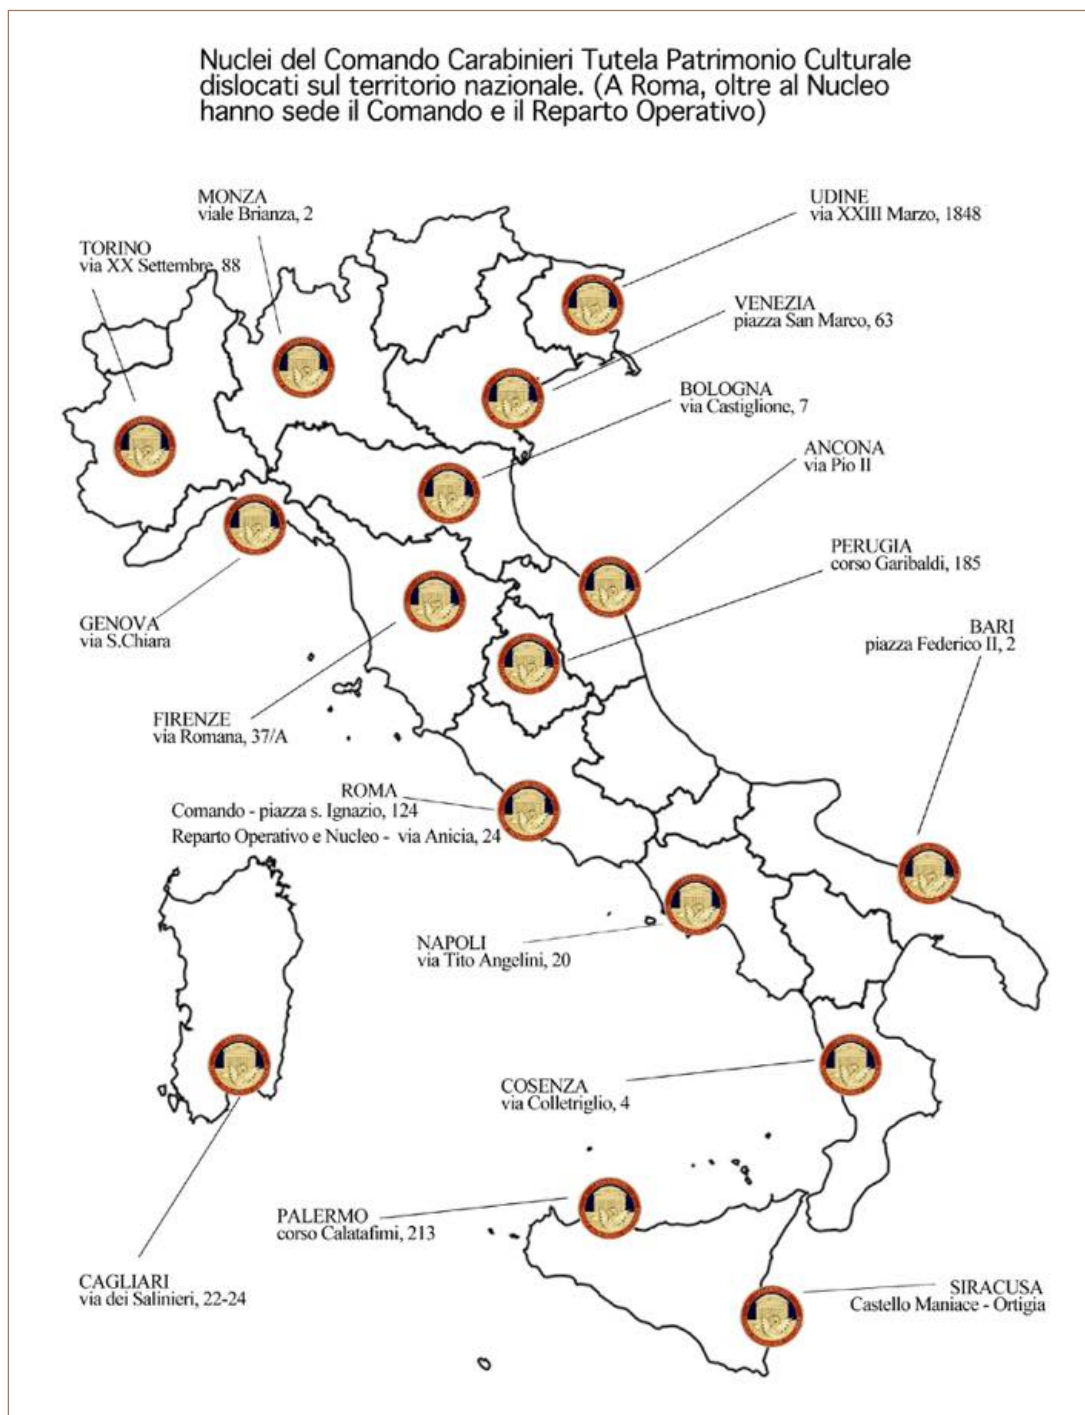 Nuclei del Comando Carabinieri Tutela Patrimonio Culturale
dislocati sul territorio nazionale. (A Roma, oltre al Nucleo
hanno sede il Comando e il Reparto Operativo)
MONZA
viale Brianza, 2
UDINE
via XXIII Marzo, 1848
TORINO
via XX Settembre, 88
VENEZIA
piazza San Marco, 63
BOLOGNA
via Castiglione, 7
ANCONA
via Pio II
PERUGIA
corso Garibaldi, 185
GENOVA
via S.Chiara
BARI
piazza Federico II, 2
FIRENZE
via Romana, 37/A
ROMA
Comando - piazza s. Ignazio, 124
Reparto Operativo e Nucleo - via Anicia, 24
NAPOLI
via Tito Angelini, 20
COSENZA
via Colletriglio, 4
PALERMO
corso Calatafimi, 213
CAGLIARI
via dei Salinieri, 22-24
SIRACUSA
Castello Maniace - Ortigia